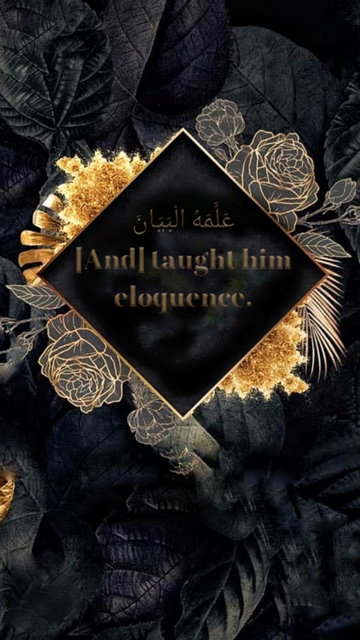 عَلَّمَهُ الْبَيَانَ
[And] taught him
eloquence.